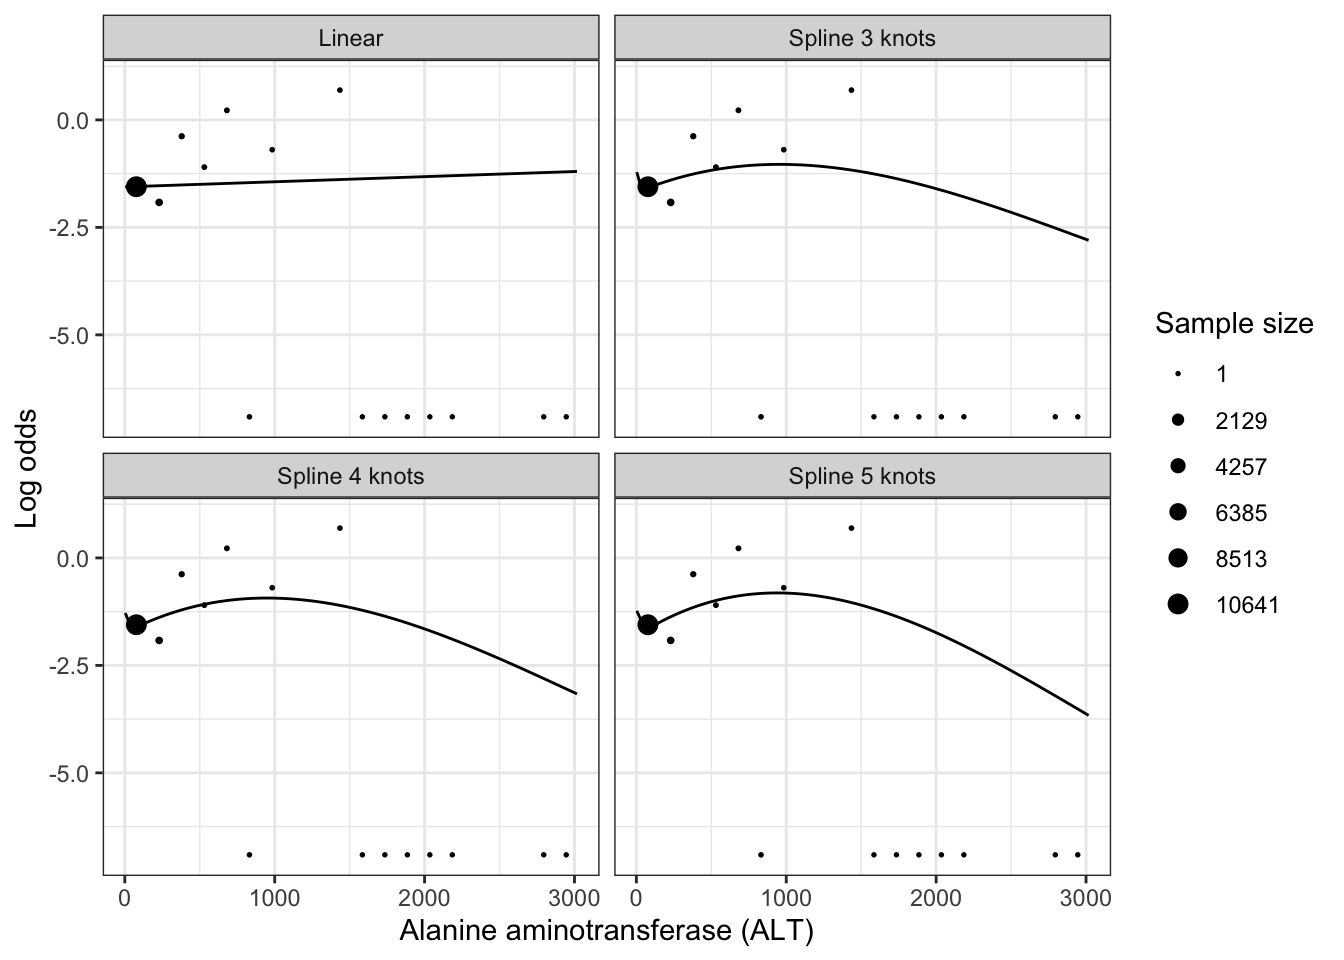 Linear
Spline 3 knots
0.0
-2.5
-5.0
Spline 4 knots
Spline 5 knots
0.0
-2.5
-5.0
0 1000 2000 3000
0 1000 2000 3000
Alanine aminotransferase (ALT)
Log odds
Sample size
1
2129
4257
6385
8513
10641